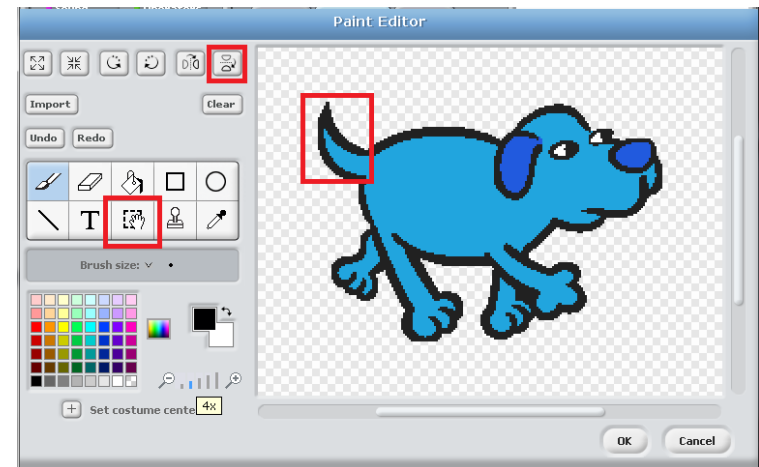 Paint Editor
Import
Clear
Undo Redo
T
Brush size: v
Set costume cente
4x
OK Cancel